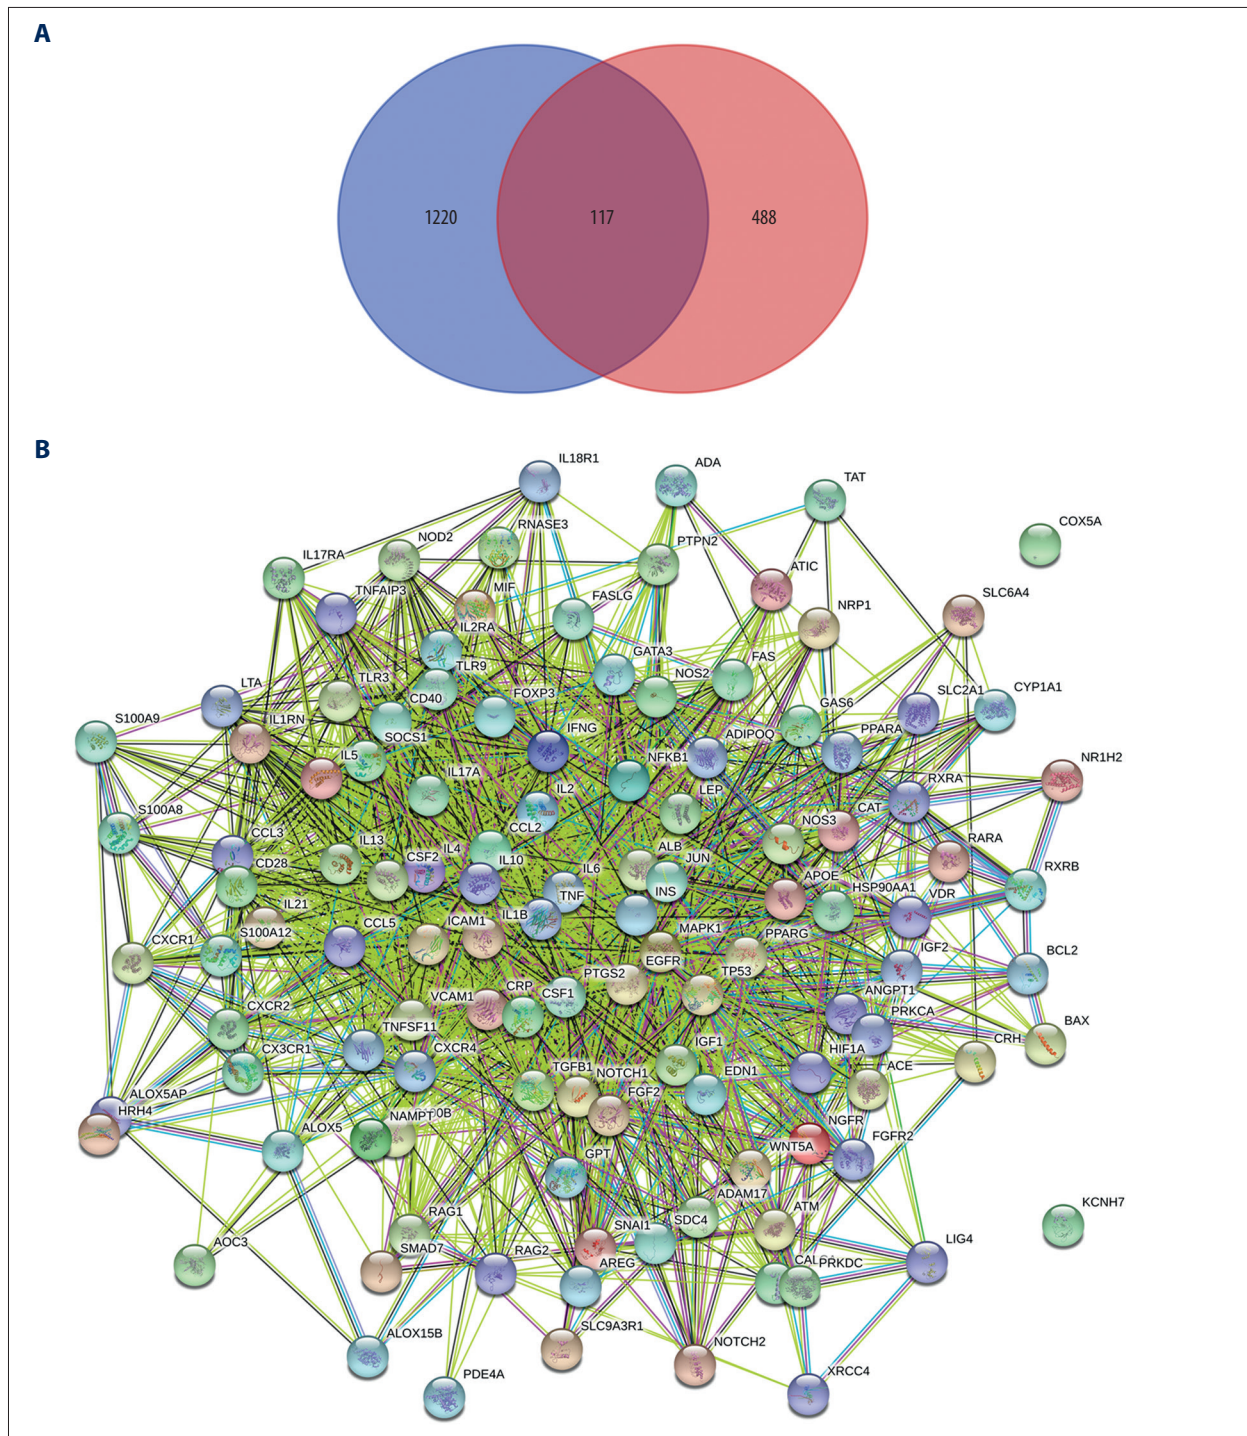 A
1220 117 488
B
IL18R1
ADA
TAT
COX5A
RNASE3
NOD2
PTPN2
IL17RA
ATIC
TNFAIP3
MIF
FASLG
NRP1
SLC6A4
IL2RA
GATA3
FAS
TLR9
NOS2
TLR3
LTA
CD40
FOXP3
GAS6
SLC2A1
CYP1A1
S100A9
IL1RN
SOCS1
IFNG
ADIPOQ
PPARA
IL5
NFKB1
NR1H2
IL17A
RXRA
IL2
LEP
S100A8
CAT
NOS3
CCL3
IL13
CCL2
RARA
CD28
CSF2
IL4
IL10
ALB
JUN
IL6
APOE
HSP90AA1
VDR
RXRB
TNF
INS
IL21
CCL5
ICAM1
IL1B
S100A12
MAPK1
PPARG
CXCR1
EGFR
IGF2
BCL2
PTGS2
TP53
CRP
CSF1
ANGPT1
VCAM1
CXCR2
TNFSF11
PRKCA
BAX
CRH
CX3CR1
CXCR4
IGF1
HIF1A
TGFB1
NOTCH1
EDN1
ACE
FGF2
ALOX5AP
HRH4
NAMPT
0B
ALOX5
NGFR
WNT5A
FGFR2
GPT
ADAM17
KCNH7
ATM
RAG1
SNAI1
SDC4
AOC3
SMAD7
RAG2
AREG
LIG4
CAL
PRKDC
ALOX15B
SLC9A3R1
NOTCH2
PDE4A
XRCC4